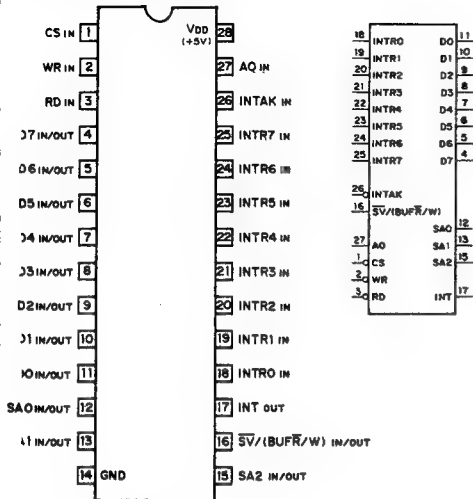 CS IN 1
VDD 28
(+5V)
WR IN 2
27 AQ IN
RD IN 3
26 INTAK IN
D7 IN/OUT 4
25 INTR7 IN
D6 IN/OUT 5
24 INTR6 IN
D5 IN/OUT 6
23 INTR5 IN
D4 IN/OUT 7
22 INTR4 IN
D3 IN/OUT 8
21 INTR3 IN
D2 IN/OUT 9
20 INTR2 IN
D1 IN/OUT 10
19 INTR1 IN
D0 IN/OUT 11
18 INTR0 IN
SA0 IN/OUT 12
17 INT OUT
A1 IN/OUT 13
16 S̅V̅/(BUFR̅/W) IN/OUT
14 GND
15 SA2 IN/OUT
18 INTR0 D0 11
19 INTR1 D1 10
20 INTR2 D2 9
21 INTR3 D3 8
22 INTR4 D4 7
23 INTR5 D5 6
24 INTR6 D6 5
25 INTR7 D7 4
26 INTAK
16 S̅V̅/(BUFR̅/W)
SA0 12
27 A0 SA1 13
1 CS SA2 15
2 WR
3 RD INT 17